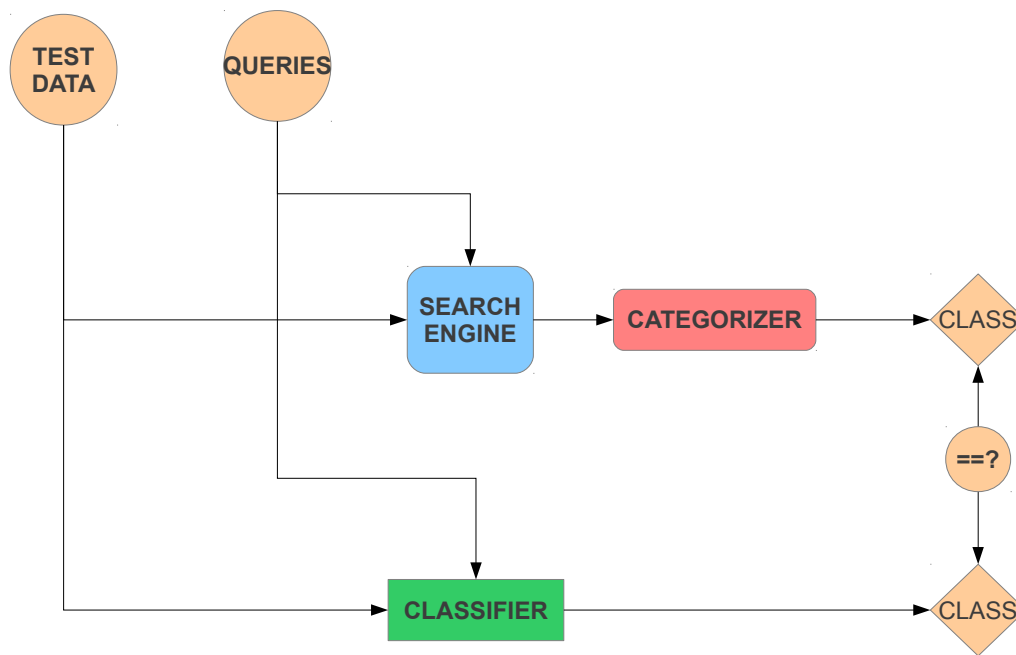 TEST
DATA
QUERIES
SEARCH
ENGINE
CATEGORIZER
CLASS
==?
CLASSIFIER
CLASS